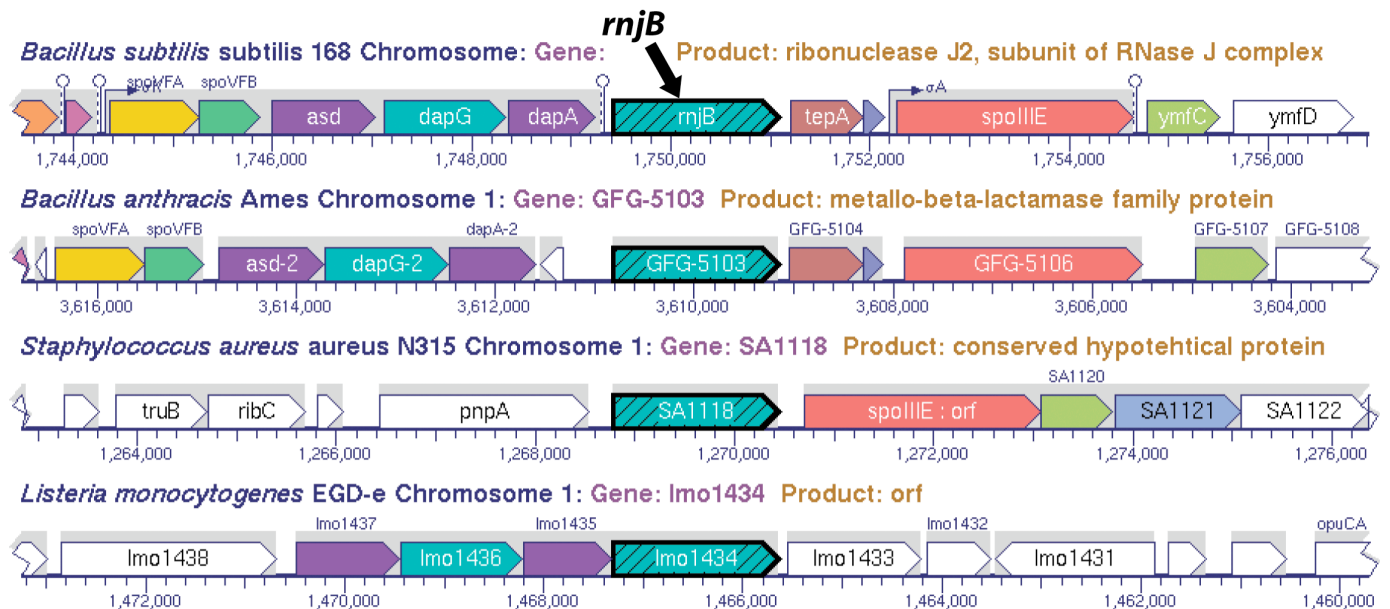 rnjB
Bacillus subtilis subtilis 168 Chromosome: Gene: Product: ribonuclease J2, subunit of RNase J complex
spoVFA spoVFB σA
asd dapG dapA rnjB tepA spoIIIE ymfC ymfD
1,744,000 1,746,000 1,748,000 1,750,000 1,752,000 1,754,000 1,756,000
Bacillus anthracis Ames Chromosome 1: Gene: GFG-5103 Product: metallo-beta-lactamase family protein
spoVFA spoVFB dapA-2 GFG-5104 GFG-5107 GFG-5108
asd-2 dapG-2 GFG-5103 GFG-5106
3,616,000 3,614,000 3,612,000 3,610,000 3,608,000 3,606,000 3,604,000
Staphylococcus aureus aureus N315 Chromosome 1: Gene: SA1118 Product: conserved hypotehtical protein
SA1120
truB ribC pnpA SA1118 spoIIIE : orf SA1121 SA1122
1,264,000 1,266,000 1,268,000 1,270,000 1,272,000 1,274,000 1,276,000
Listeria monocytogenes EGD-e Chromosome 1: Gene: lmo1434 Product: orf
lmo1437 lmo1435 lmo1432 opuCA
lmo1438 lmo1436 lmo1434 lmo1433 lmo1431
1,472,000 1,470,000 1,468,000 1,466,000 1,464,000 1,462,000 1,460,000